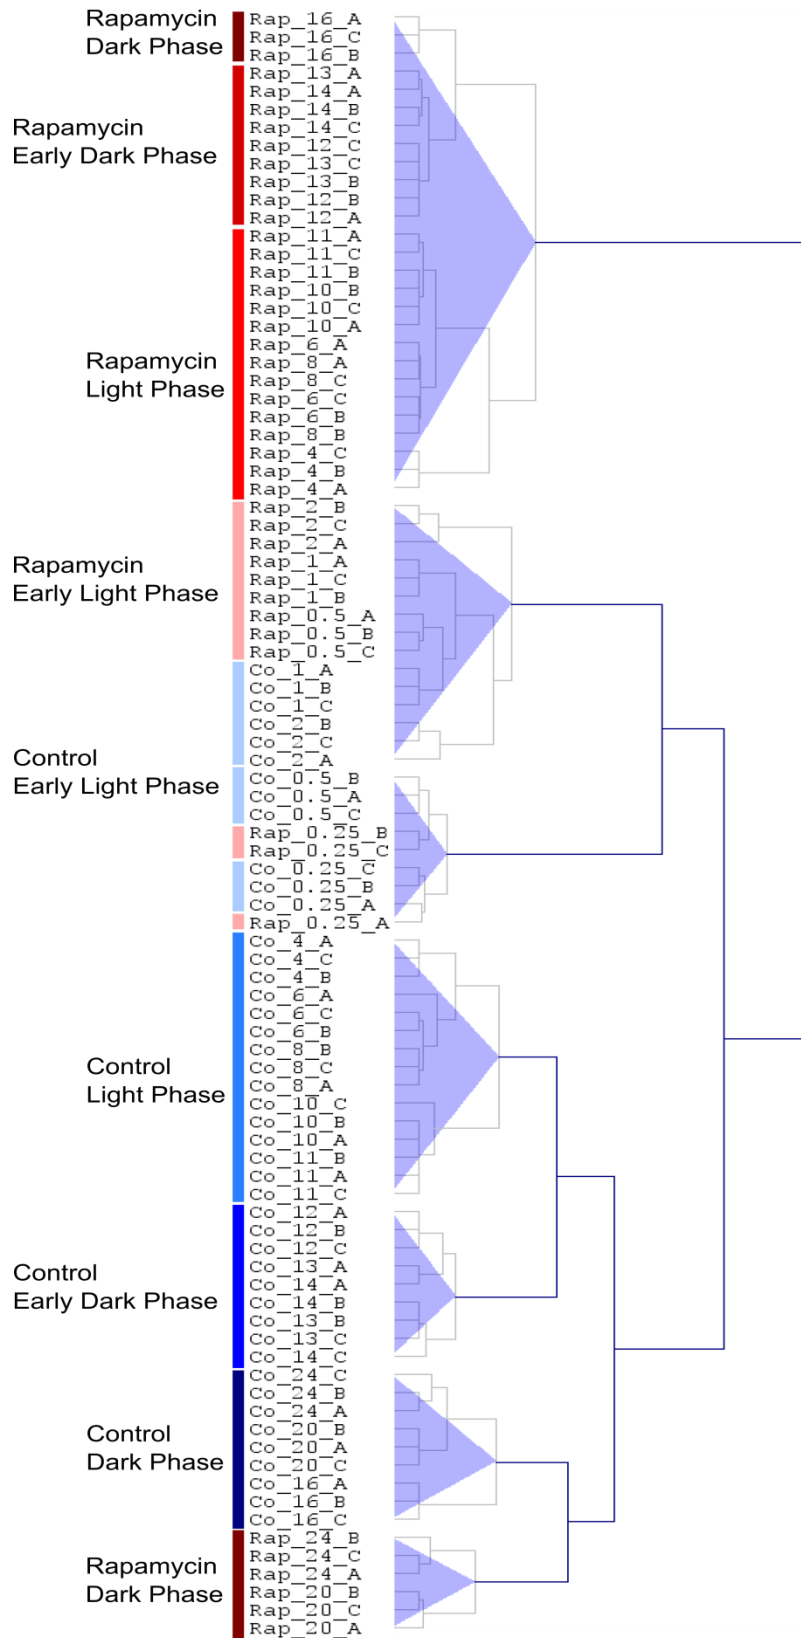 Rapamycin
Dark Phase
Rap_16_A
Rap_16_C
Rap_16_B
Rapamycin
Early Dark Phase
Rap_13_A
Rap_14_A
Rap_14_B
Rap_14_C
Rap_12_C
Rap_13_C
Rap_13_B
Rap_12_B
Rap_12_A
Rapamycin
Light Phase
Rap_11_A
Rap_11_C
Rap_11_B
Rap_10_B
Rap_10_C
Rap_10_A
Rap_6_A
Rap_8_A
Rap_8_C
Rap_6_C
Rap_6_B
Rap_8_B
Rap_4_C
Rap_4_B
Rap_4_A
Rapamycin
Early Light Phase
Rap_2_B
Rap_2_C
Rap_2_A
Rap_1_A
Rap_1_C
Rap_1_B
Rap_0.5_A
Rap_0.5_B
Rap_0.5_C
Control
Early Light Phase
Co_1_A
Co_1_B
Co_1_C
Co_2_B
Co_2_C
Co_2_A
Co_0.5_B
Co_0.5_A
Co_0.5_C
Rap_0.25_B
Rap_0.25_C
Co_0.25_C
Co_0.25_B
Co_0.25_A
Rap_0.25_A
Control
Light Phase
Co_4_A
Co_4_C
Co_4_B
Co_6_A
Co_6_C
Co_6_B
Co_8_B
Co_8_C
Co_8_A
Co_10_C
Co_10_B
Co_10_A
Co_11_B
Co_11_A
Co_11_C
Control
Early Dark Phase
Co_12_A
Co_12_B
Co_12_C
Co_13_A
Co_14_A
Co_14_B
Co_13_B
Co_13_C
Co_14_C
Control
Dark Phase
Co_24_C
Co_24_B
Co_24_A
Co_20_B
Co_20_A
Co_20_C
Co_16_A
Co_16_B
Co_16_C
Rapamycin
Dark Phase
Rap_24_B
Rap_24_C
Rap_24_A
Rap_20_B
Rap_20_C
Rap_20_A